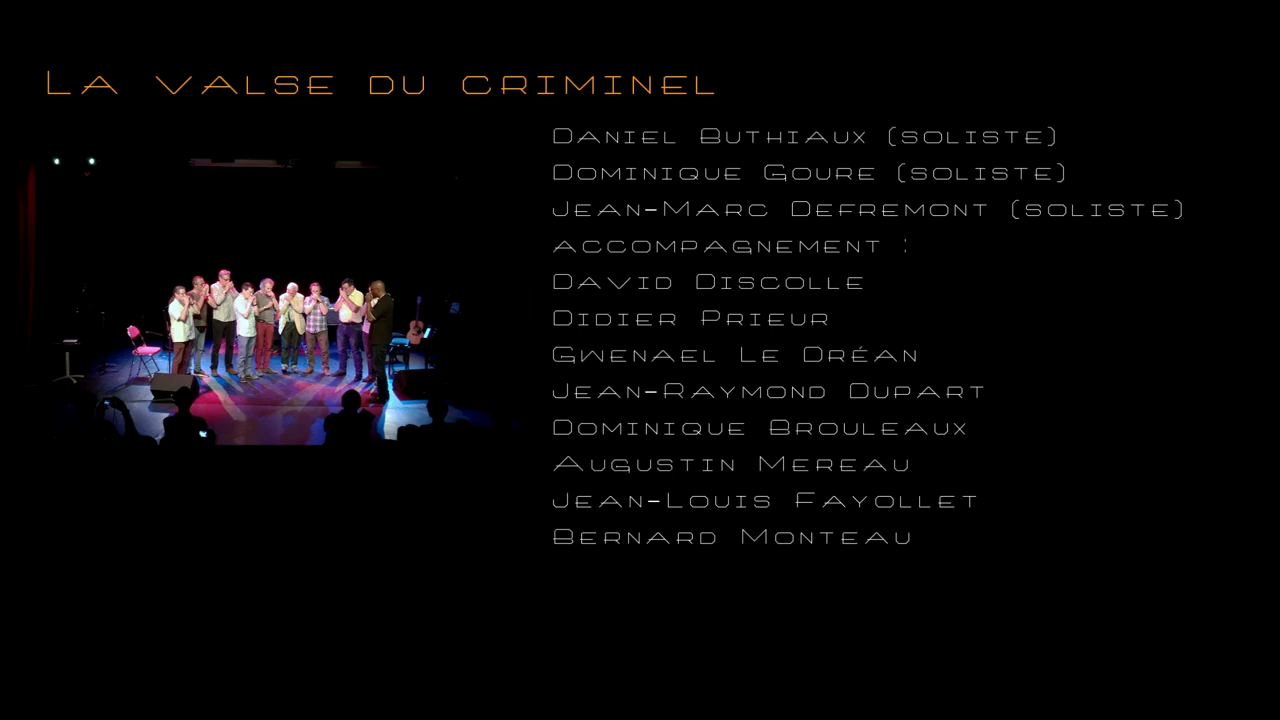 La valse du criminel
Daniel Buthiaux (soliste)
Dominique Goure (soliste)
Jean-Marc Defremont (soliste)
accompagnement :
David Discolle
Didier Prieur
Gwenael Le Dréan
Jean-Raymond Dupart
Dominique Brouleaux
Augustin Mereau
Jean-Louis Fayollet
Bernard Monteau